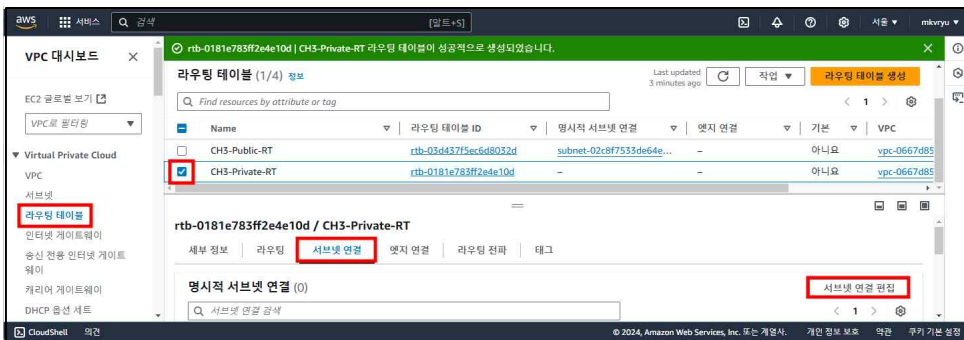 aws 서비스 검색 [알트+S] 서울 ▼ mkvryu ▼
VPC 대시보드 ×
EC2 글로벌 보기
VPC로 필터링 ▼
▼ Virtual Private Cloud
VPC
서브넷
라우팅 테이블
인터넷 게이트웨이
송신 전용 인터넷 게이트
웨이
캐리어 게이트웨이
DHCP 옵션 세트
rtb-0181e783ff2e4e10d | CH3-Private-RT 라우팅 테이블이 성공적으로 생성되었습니다. ×
라우팅 테이블 (1/4) 정보 Last updated 3 minutes ago 작업 ▼ 라우팅 테이블 생성
Find resources by attribute or tag < 1 >
Name 라우팅 테이블 ID 명시적 서브넷 연결 엣지 연결 기본 VPC
CH3-Public-RT rtb-03d437f5ec6d8032d subnet-02c8f7533de64e... – 아니요 vpc-0667d85
CH3-Private-RT rtb-0181e783ff2e4e10d – – 아니요 vpc-0667d85
rtb-0181e783ff2e4e10d / CH3-Private-RT
세부 정보 라우팅 서브넷 연결 엣지 연결 라우팅 전파 태그
명시적 서브넷 연결 (0) 서브넷 연결 편집
서브넷 연결 검색 < 1 >
CloudShell 의견 © 2024, Amazon Web Services, Inc. 또는 계열사. 개인 정보 보호 약관 쿠키 기본 설정